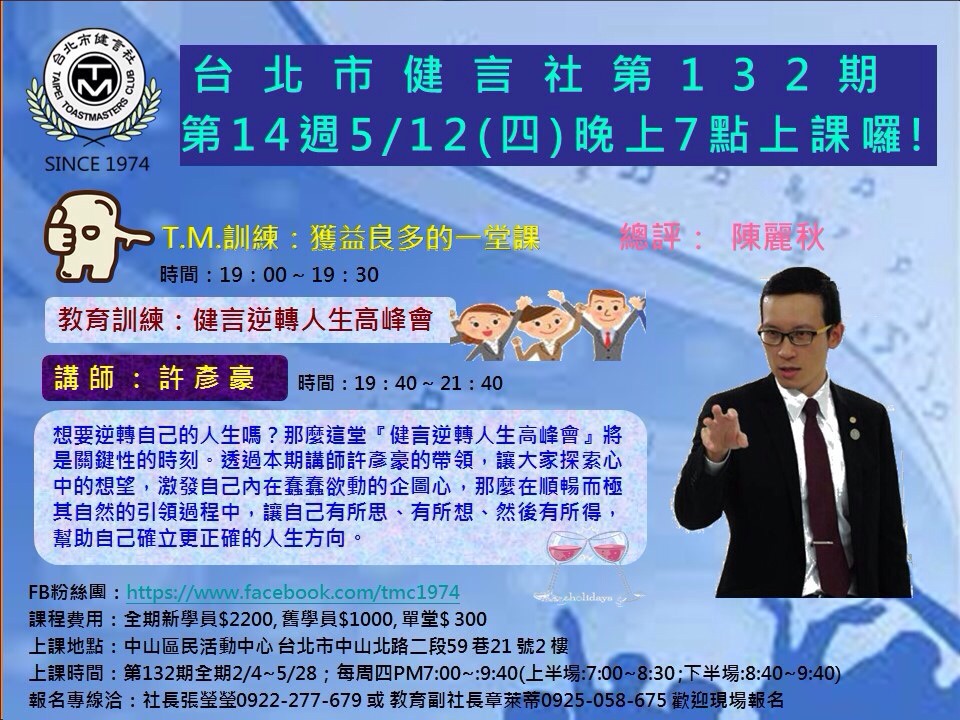 台北市健言社
TAIPEI TOASTMASTERS CLUB
TM
SINCE 1974
台北市健言社第132期
第14週5/12(四)晚上7點上課囉!
T.M.訓練：獲益良多的一堂課
總評： 陳麗秋
時間：19：00 ~ 19：30
教育訓練：健言逆轉人生高峰會
講師：許彥豪
時間：19：40 ~ 21：40
想要逆轉自己的人生嗎？那麼這堂『健言逆轉人生高峰會』將
是關鍵性的時刻。透過本期講師許彥豪的帶領，讓大家探索心
中的想望，激發自己內在蠢蠢欲動的企圖心，那麼在順暢而極
其自然的引領過程中，讓自己有所思、有所想、然後有所得，
幫助自己確立更正確的人生方向。
FB粉絲團：https://www.facebook.com/tmc1974
課程費用：全期新學員$2200, 舊學員$1000, 單堂$ 300
上課地點：中山區民活動中心 台北市中山北路二段59 巷21 號2 樓
上課時間：第132期全期2/4~5/28；每周四PM7:00~:9:40(上半場:7:00~8:30 ;下半場:8:40~9:40)
報名專線洽：社長張瑩瑩0922-277-679 或 教育副社長章萊蒂0925-058-675 歡迎現場報名